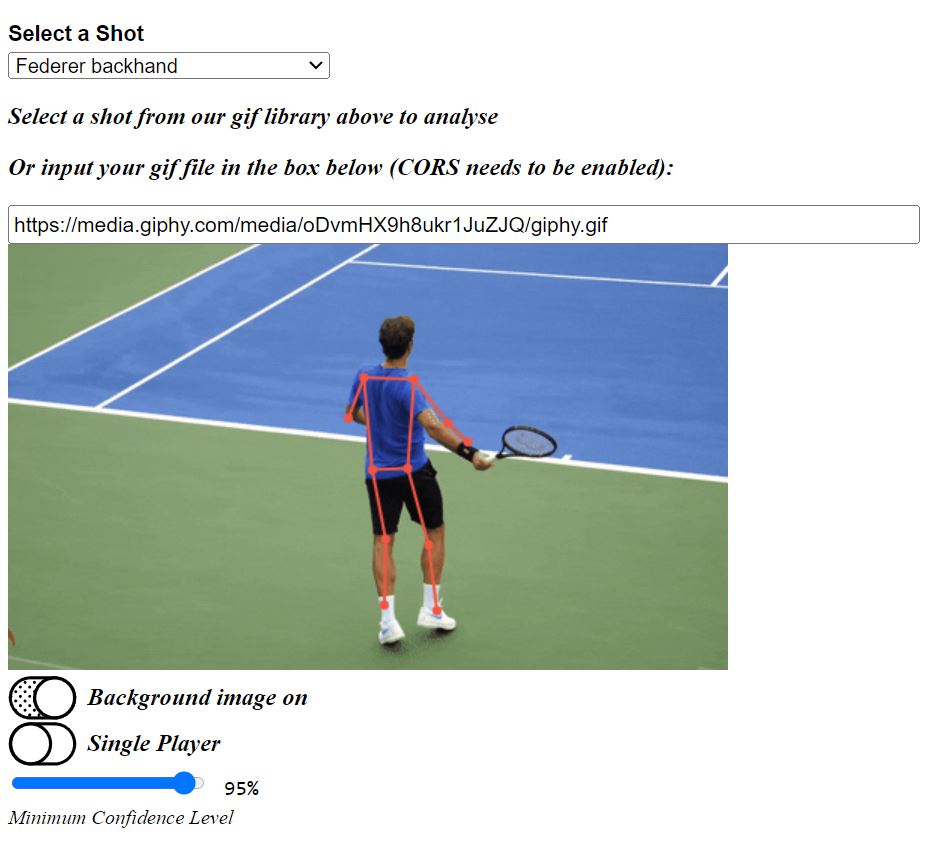 Select a Shot
Federer backhand
Select a shot from our gif library above to analyse
Or input your gif file in the box below (CORS needs to be enabled):
https://media.giphy.com/media/oDvmHX9h8ukr1JuZJQ/giphy.gif
Background image on
Single Player
95%
Minimum Confidence Level